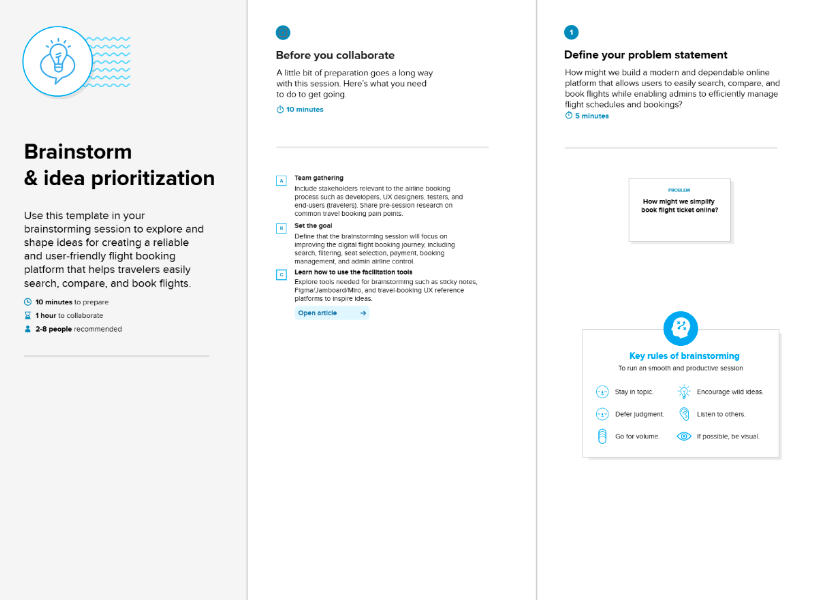 Brainstorm
& idea prioritization
Use this template in your
brainstorming session to explore and
shape ideas for creating a reliable
and user-friendly flight booking
platform that helps travelers easily
search, compare, and book flights.
10 minutes to prepare
1 hour to collaborate
2-8 people recommended
Before you collaborate
A little bit of preparation goes a long way
with this session. Here's what you need
to do to get going.
10 minutes
A
Team gathering
Include stakeholders relevant to the airline booking
process such as developers, UX designers, testers, and
end-users (travelers). Share pre-session research on
common travel booking pain points.
B
Set the goal
Define that the brainstorming session will focus on
improving the digital flight booking journey, including
search, filtering, seat selection, payment, booking
management, and admin airline control.
C
Learn how to use the facilitation tools
Explore tools needed for brainstorming such as sticky notes,
Figma/Jamboard/Miro, and travel-booking UX reference
platforms to inspire ideas.
Open article
1
Define your problem statement
How might we build a modern and dependable online
platform that allows users to easily search, compare, and
book flights while enabling admins to efficiently manage
flight schedules and bookings?
5 minutes
PROBLEM
How might we simplify
book flight ticket online?
Key rules of brainstorming
To run an smooth and productive session
Stay in topic.
Encourage wild ideas.
Defer judgment.
Listen to others.
Go for volume.
If possible, be visual.